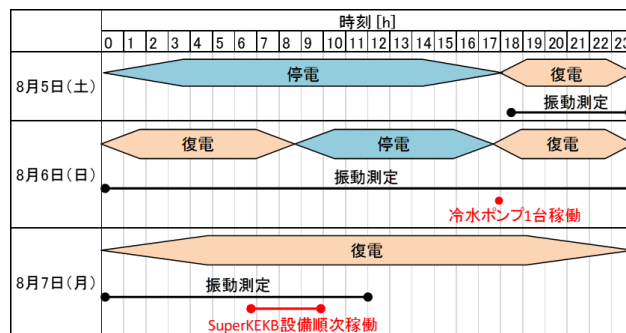 時刻 [h]
0 1 2 3 4 5 6 7 8 9 10 11 12 13 14 15 16 17 18 19 20 21 22 23
8月5日(土)
停電 復電
振動測定
8月6日(日)
復電 停電 復電
振動測定
冷水ポンプ1台稼働
8月7日(月)
復電
振動測定
SuperKEKB設備順次稼働